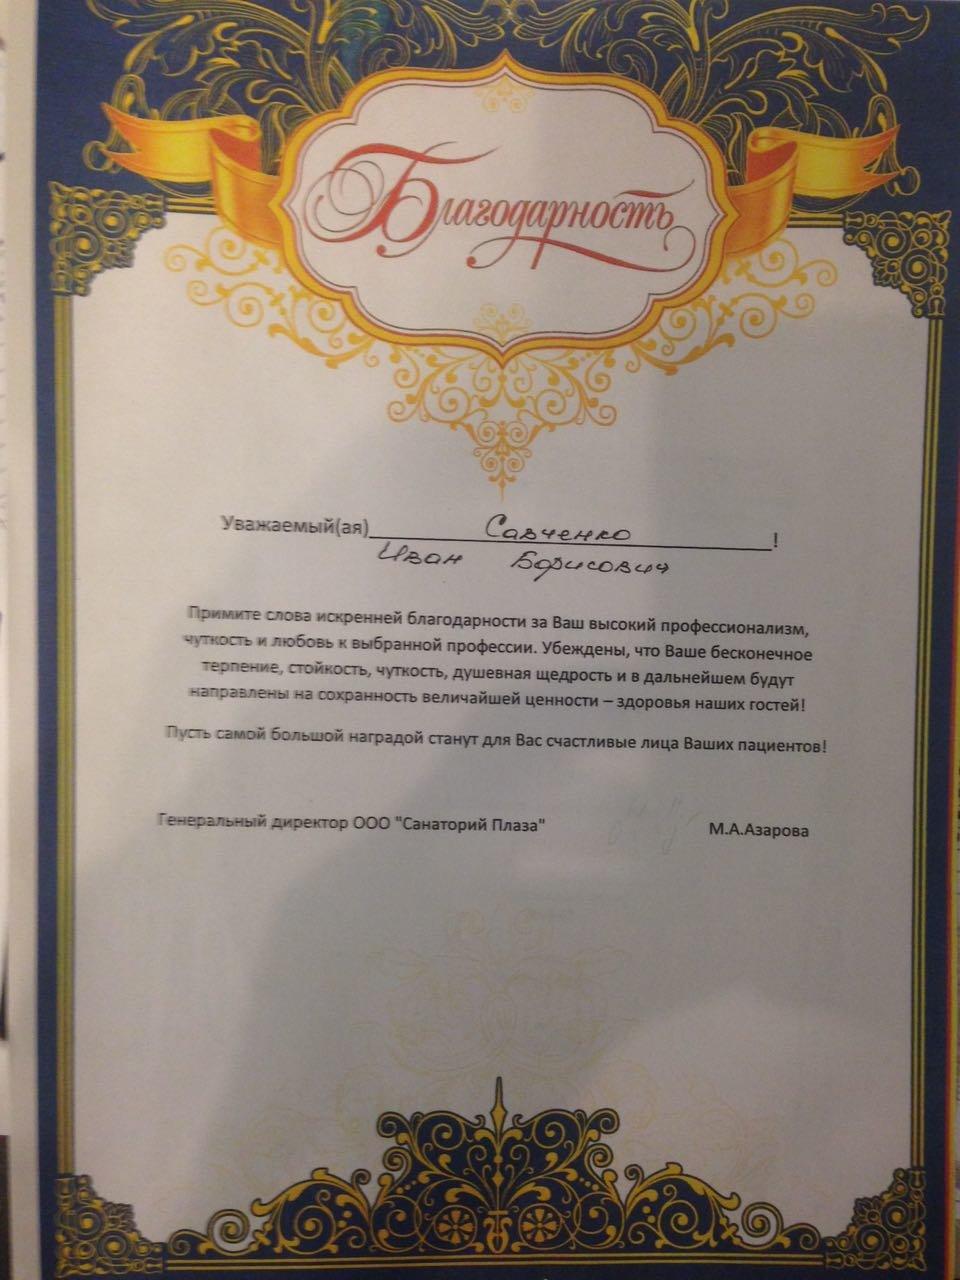 Благодарность
Уважаемый(ая) Савченко !
Иван Борисович
Примите слова искренней благодарности за Ваш высокий профессионализм,
чуткость и любовь к выбранной профессии. Убеждены, что Ваше бесконечное
терпение, стойкость, чуткость, душевная щедрость и в дальнейшем будут
направлены на сохранность величайшей ценности – здоровья наших гостей!
Пусть самой большой наградой станут для Вас счастливые лица Ваших пациентов!
Генеральный директор ООО "Санаторий Плаза" М.А.Азарова